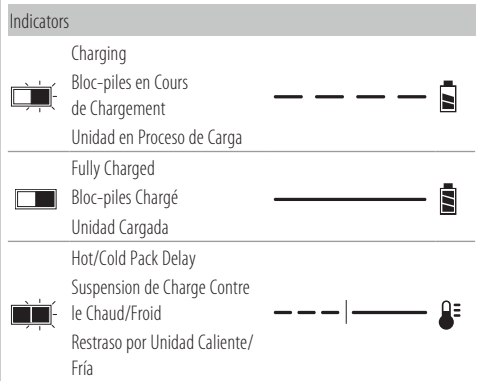 Indicators
Charging
Bloc-piles en Cours
de Chargement
Unidad en Proceso de Carga
Fully Charged
Bloc-piles Chargé
Unidad Cargada
Hot/Cold Pack Delay
Suspension de Charge Contre
le Chaud/Froid
Restraso por Unidad Caliente/
Fría